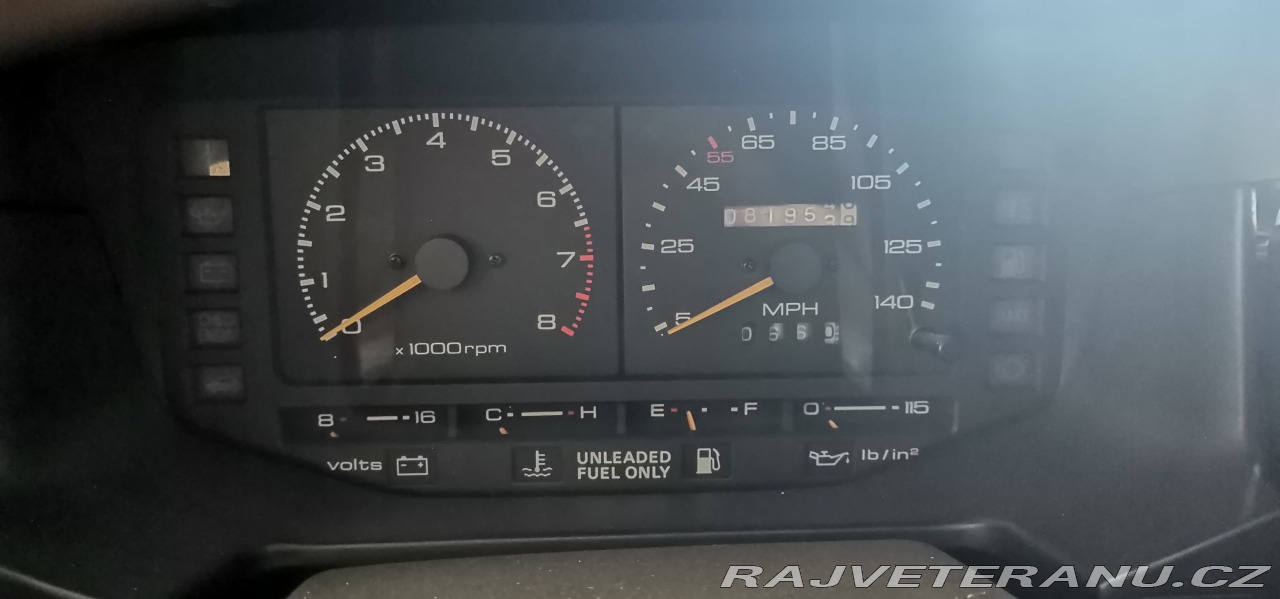 0 1 2 3 4 5 6 7 8
x1000rpm
5 25 45 55 65 85 105 125 140
08195
MPH
8 16
C H
E F
0 115
volts
UNLEADED
FUEL ONLY
lb/in²
RAJVETERANU.CZ